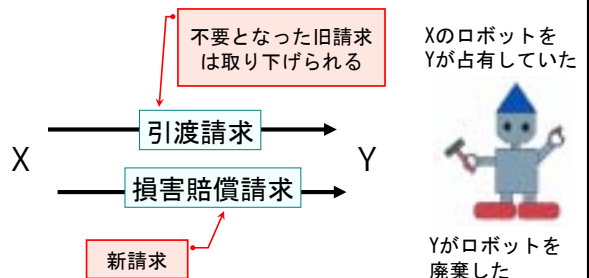 不要となった旧請求
は取り下げられる
Xのロボットを
Yが占有していた
引渡請求
X
Y
損害賠償請求
新請求
Yがロボットを
廃棄した